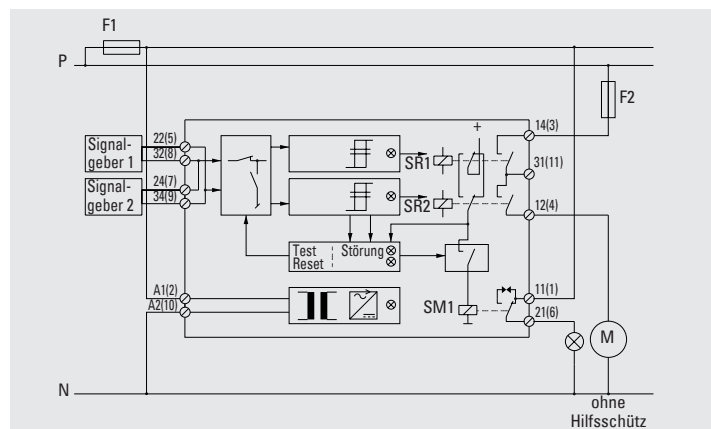 F1
P
F2
14(3)
22(5)
Signal-
geber 1
32(8)
+
SR1
31(11)
24(7)
Signal-
geber 2
34(9)
SR2
12(4)
Test
Reset
Störung
A1(2)
A2(10)
SM1
11(1)
21(6)
M
N
ohne
Hilfsschütz